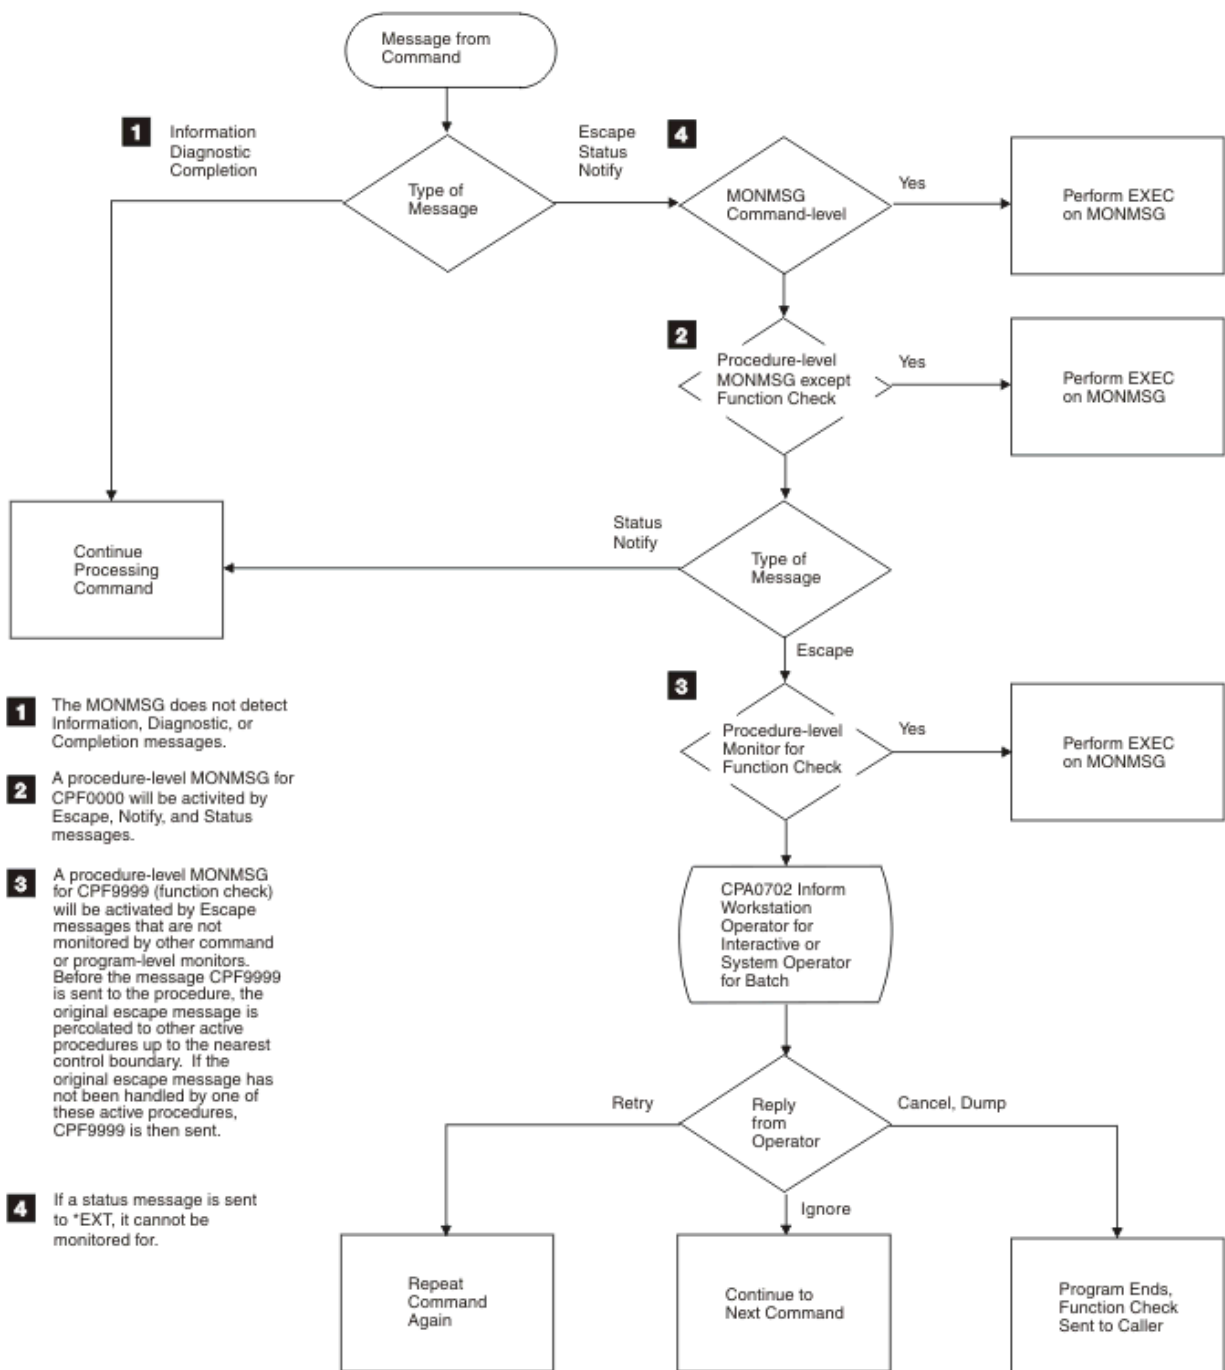 Message from
Command
1
Information
Diagnostic
Completion
Escape
Status
Notify
4
Type of
Message
MONMSG
Command-level
Yes
Perform EXEC
on MONMSG
2
Procedure-level
MONMSG except
Function Check
Yes
Perform EXEC
on MONMSG
Status
Notify
Type of
Message
Continue
Processing
Command
Escape
3
Procedure-level
Monitor for
Function Check
Yes
Perform EXEC
on MONMSG
1
The MONMSG does not detect
Information, Diagnostic, or
Completion messages.
2
A procedure-level MONMSG for
CPF0000 will be activited by
Escape, Notify, and Status
messages.
3
A procedure-level MONMSG
for CPF9999 (function check)
will be activated by Escape
messages that are not
monitored by other command
or program-level monitors.
Before the message CPF9999
is sent to the procedure, the
original escape message is
percolated to other active
procedures up to the nearest
control boundary. If the
original escape message has
not been handled by one of
these active procedures,
CPF9999 is then sent.
4
If a status message is sent
to *EXT, it cannot be
monitored for.
CPA0702 Inform
Workstation
Operator for
Interactive or
System Operator
for Batch
Retry
Reply
from
Operator
Cancel, Dump
Ignore
Repeat
Command
Again
Continue to
Next Command
Program Ends,
Function Check
Sent to Caller